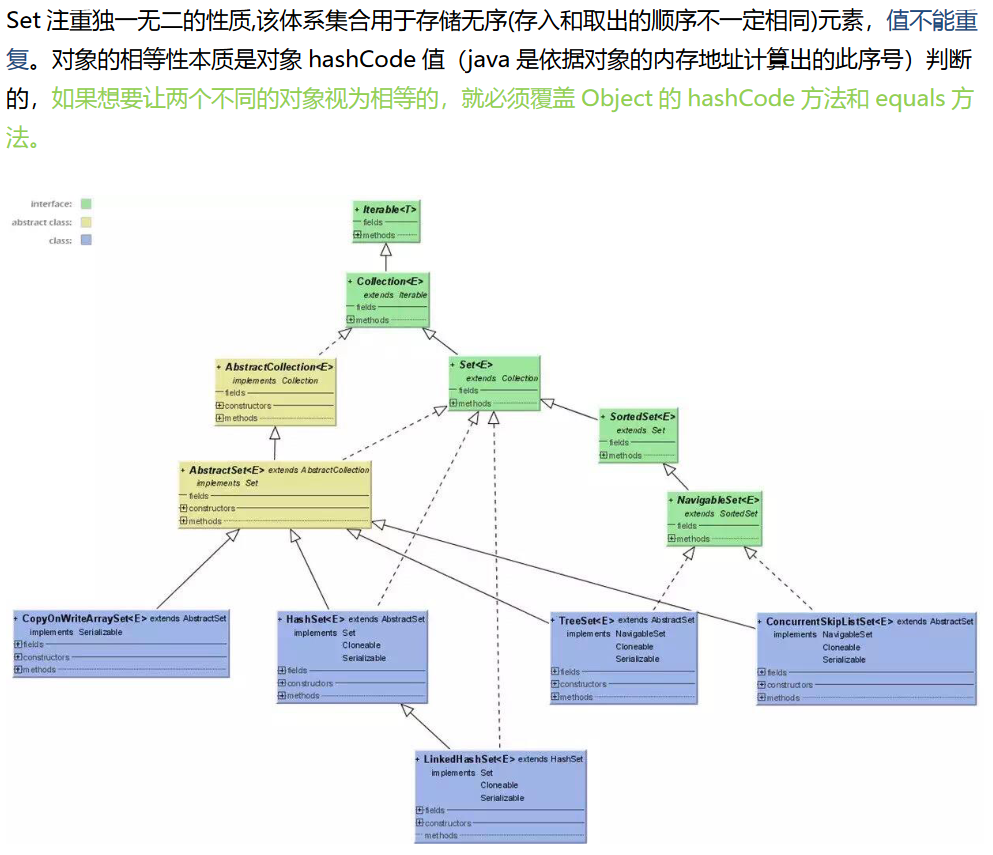 Set 注重独一无二的性质,该体系集合用于存储无序(存入和取出的顺序不一定相同)元素，值不能重
复。对象的相等性本质是对象 hashCode 值（java 是依据对象的内存地址计算出的此序号）判断
的，如果想要让两个不同的对象视为相等的，就必须覆盖 Object 的 hashCode 方法和 equals 方
法。
interface:
abstract class:
class:
+ Iterable<T>
fields
methods
+ Collection<E>
extends Iterable
fields
methods
+ AbstractCollection<E>
implements Collection
fields
constructors
methods
+ Set<E>
extends Collection
fields
methods
+ SortedSet<E>
extends Set
fields
methods
+ AbstractSet<E> extends AbstractCollection
implements Set
fields
constructors
methods
+ NavigableSet<E>
extends SortedSet
fields
methods
+ CopyOnWriteArraySet<E> extends AbstractSet
implements Serializable
fields
constructors
methods
+ HashSet<E> extends AbstractSet
implements Set
Cloneable
Serializable
fields
constructors
methods
+ TreeSet<E> extends AbstractSet
implements NavigableSet
Cloneable
Serializable
fields
constructors
methods
+ ConcurrentSkipListSet<E> extends AbstractSet
implements NavigableSet
Cloneable
Serializable
fields
constructors
methods
+ LinkedHashSet<E> extends HashSet
implements Set
Cloneable
Serializable
fields
constructors
methods